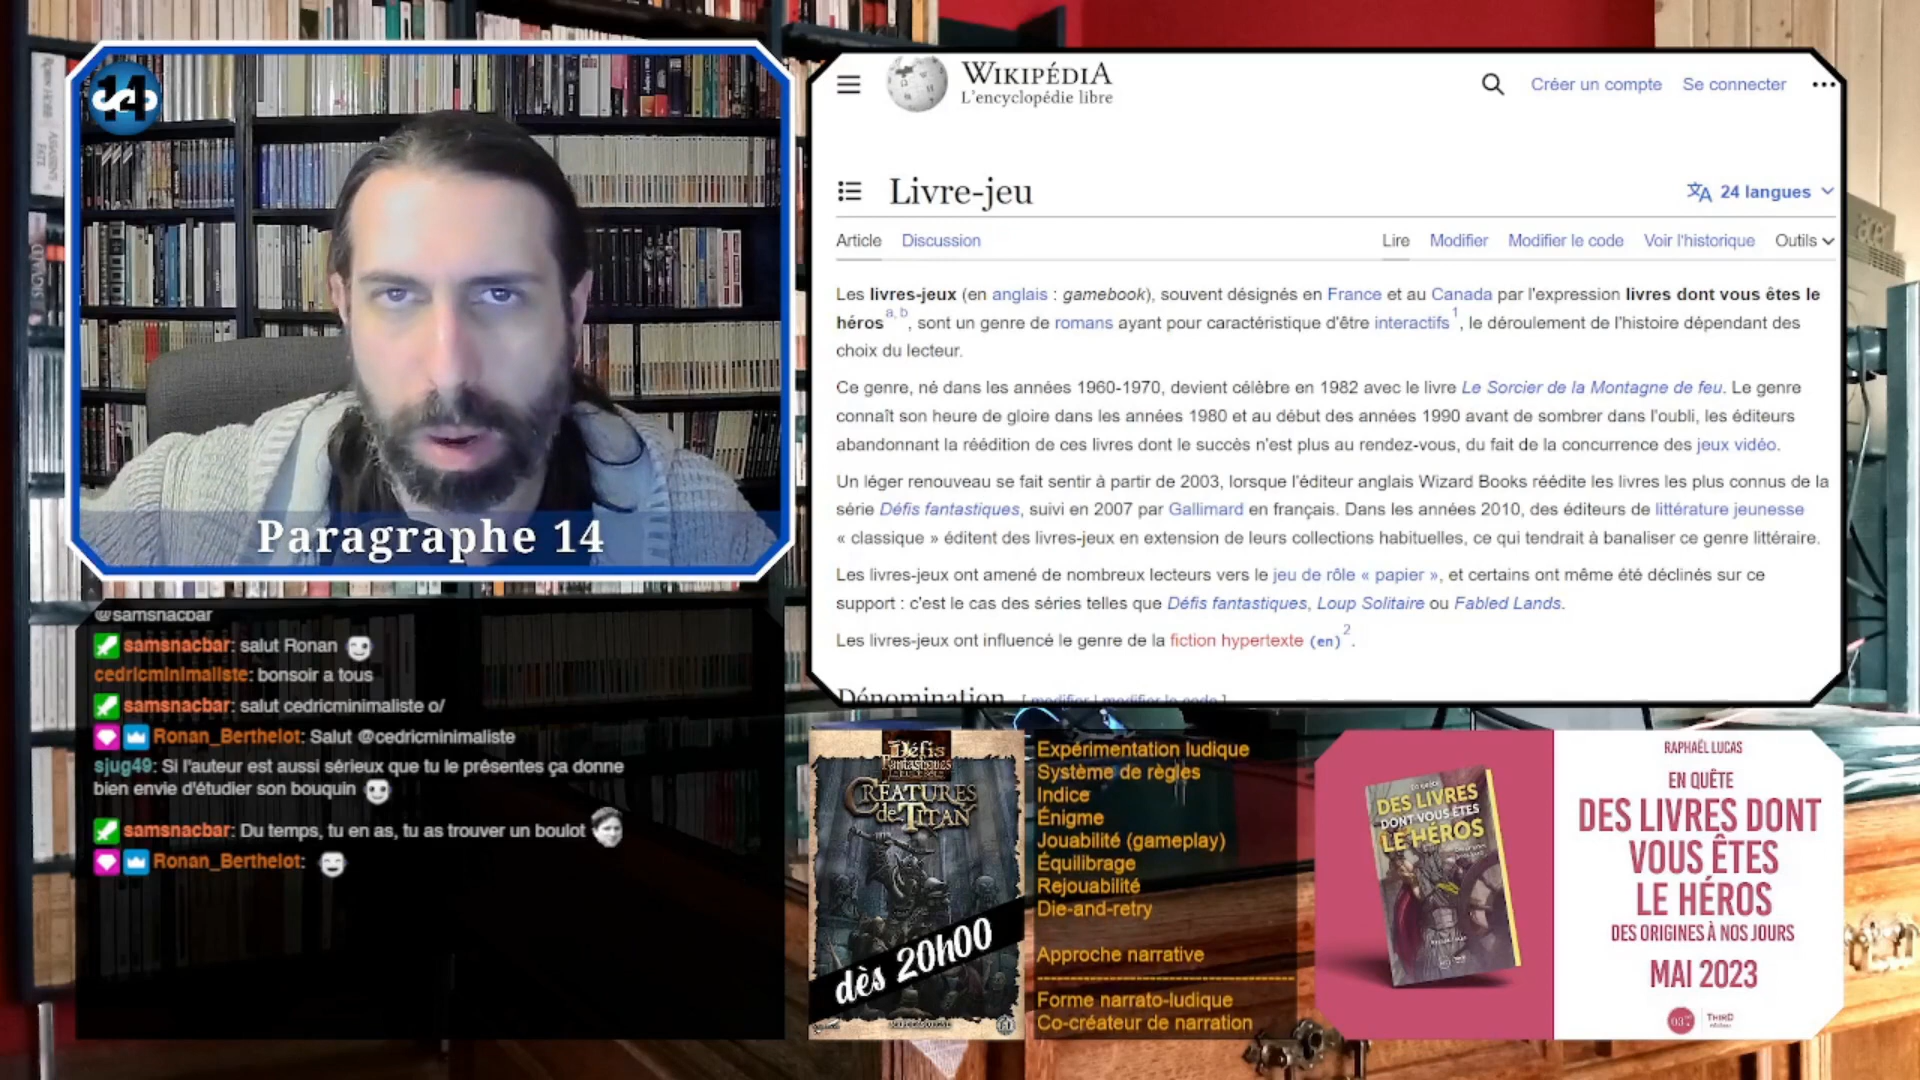 14
Paragraphe 14
WIKIPÉDIA
L'encyclopédie libre
Créer un compte
Se connecter
Livre-jeu
24 langues
Article
Discussion
Lire
Modifier
Modifier le code
Voir l'historique
Outils
Les livres-jeux (en anglais : gamebook), souvent désignés en France et au Canada par l'expression livres dont vous êtes le
héros a, b, sont un genre de romans ayant pour caractéristique d'être interactifs 1, le déroulement de l'histoire dépendant des
choix du lecteur.
Ce genre, né dans les années 1960-1970, devient célèbre en 1982 avec le livre Le Sorcier de la Montagne de feu. Le genre
connaît son heure de gloire dans les années 1980 et au début des années 1990 avant de sombrer dans l'oubli, les éditeurs
abandonnant la réédition de ces livres dont le succès n'est plus au rendez-vous, du fait de la concurrence des jeux vidéo.
Un léger renouveau se fait sentir à partir de 2003, lorsque l'éditeur anglais Wizard Books réédite les livres les plus connus de la
série Défis fantastiques, suivi en 2007 par Gallimard en français. Dans les années 2010, des éditeurs de littérature jeunesse
« classique » éditent des livres-jeux en extension de leurs collections habituelles, ce qui tendrait à banaliser ce genre littéraire.
Les livres-jeux ont amené de nombreux lecteurs vers le jeu de rôle « papier », et certains ont même été déclinés sur ce
support : c'est le cas des séries telles que Défis fantastiques, Loup Solitaire ou Fabled Lands.
Les livres-jeux ont influencé le genre de la fiction hypertexte (en) 2.
Dénomination [ modifier | modifier le code ]
@samsnacbar
samsnacbar: salut Ronan
cedricminimaliste: bonsoir a tous
samsnacbar: salut cedricminimaliste o/
Ronan_Berthelot: Salut @cedricminimaliste
sjug49: Si l'auteur est aussi sérieux que tu le présentes ça donne
bien envie d'étudier son bouquin
samsnacbar: Du temps, tu en as, tu as trouver un boulot
Ronan_Berthelot:
Défis
Fantastiques
CRÉATURES
de TITAN
dès 20h00
Expérimentation ludique
Système de règles
Indice
Énigme
Jouabilité (gameplay)
Équilibrage
Rejouabilité
Die-and-retry
Approche narrative
------------------------------------
Forme narrato-ludique
Co-créateur de narration
DES LIVRES
DONT VOUS ÊTES
LE HÉROS
RAPHAËL LUCAS
EN QUÊTE
DES LIVRES DONT
VOUS ÊTES
LE HÉROS
DES ORIGINES À NOS JOURS
MAI 2023
THIRD
acer